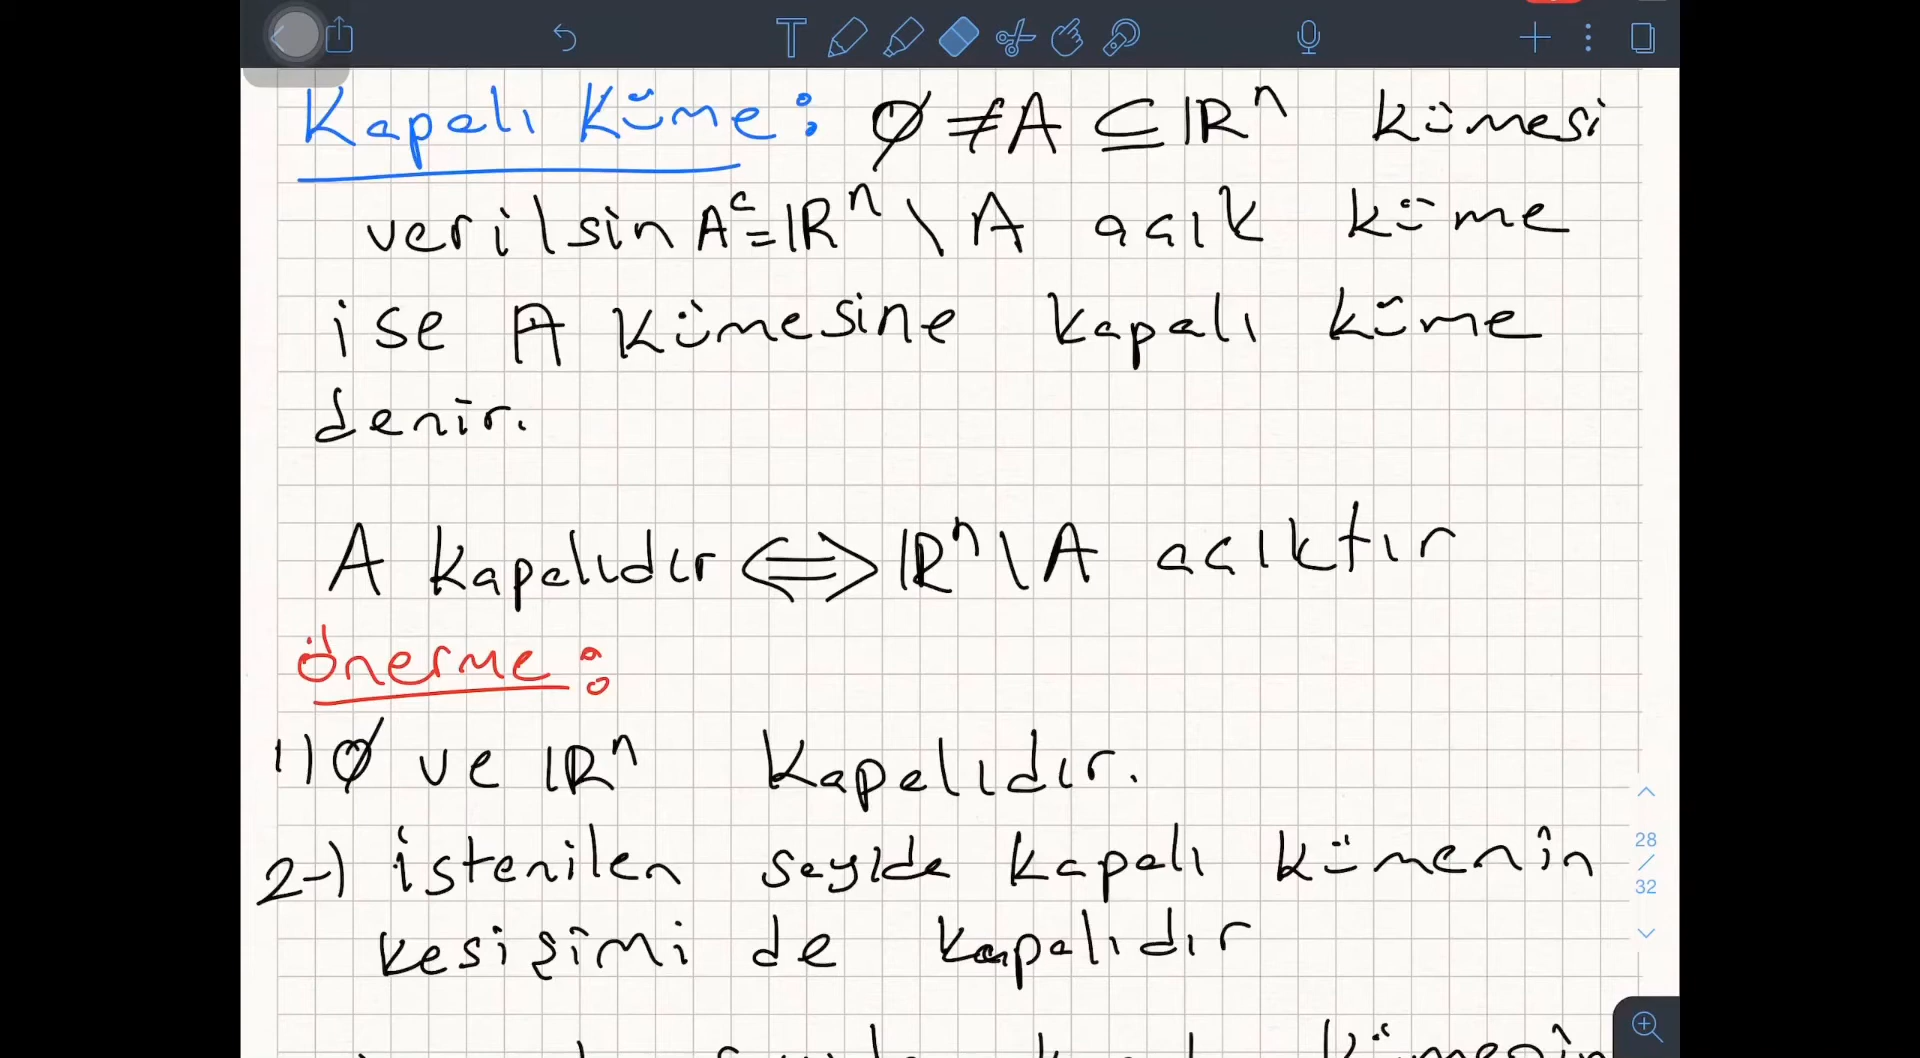 Kapalı Küme: ∅ ≠ A ⊆ ℝⁿ kümesi
verilsin Aᶜ = ℝⁿ \ A açık küme
ise A kümesine kapalı küme
denir.
A kapalıdır ⟺ ℝⁿ \ A açıktır
önerme:
1) ∅ ve ℝⁿ kapalıdır.
2-) istenilen sayıda kapalı kümenin
kesişimi de kapalıdır
28
/
32